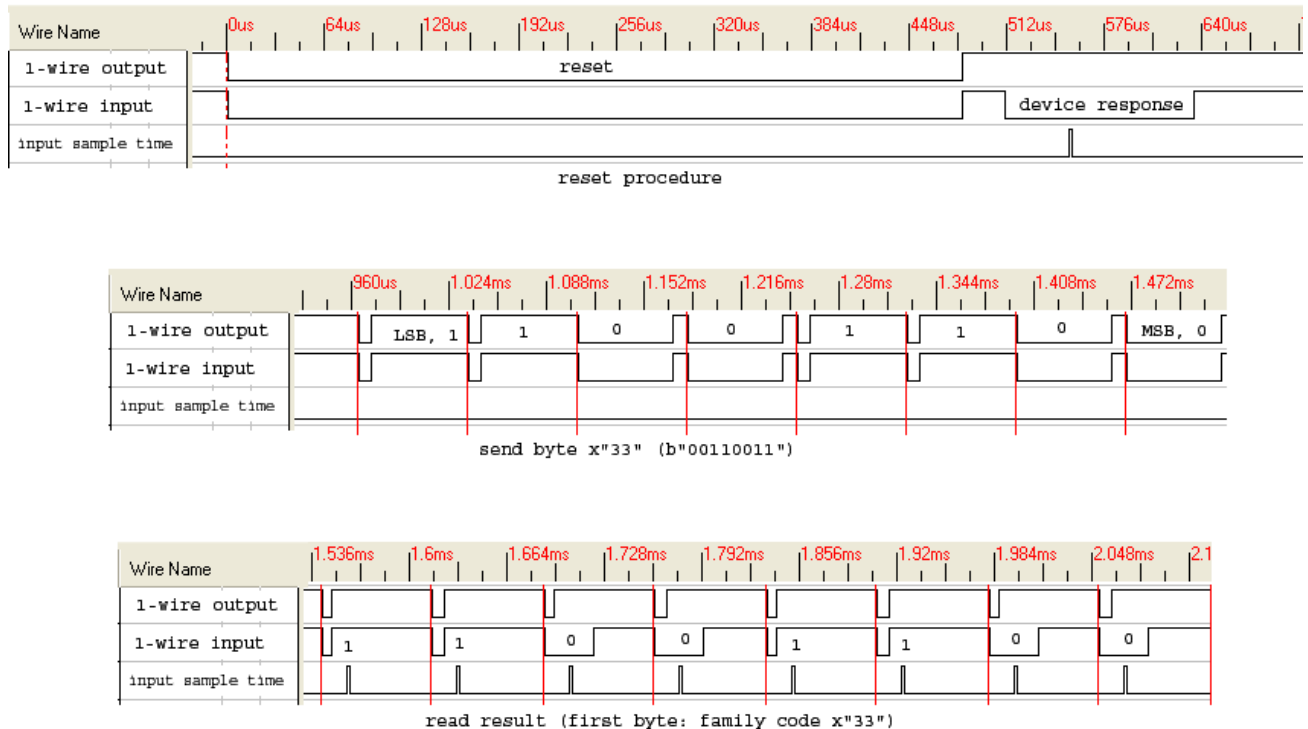 Wire Name 0us 64us 128us 192us 256us 320us 384us 448us 512us 576us 640us
1-wire output reset
1-wire input device response
input sample time
reset procedure
Wire Name 960us 1.024ms 1.088ms 1.152ms 1.216ms 1.28ms 1.344ms 1.408ms 1.472ms
1-wire output LSB, 1 1 0 0 1 1 0 MSB, 0
1-wire input
input sample time
send byte x"33" (b"00110011")
Wire Name 1.536ms 1.6ms 1.664ms 1.728ms 1.792ms 1.856ms 1.92ms 1.984ms 2.048ms 2.1
1-wire output
1-wire input 1 1 0 0 1 1 0 0
input sample time
read result (first byte: family code x"33")